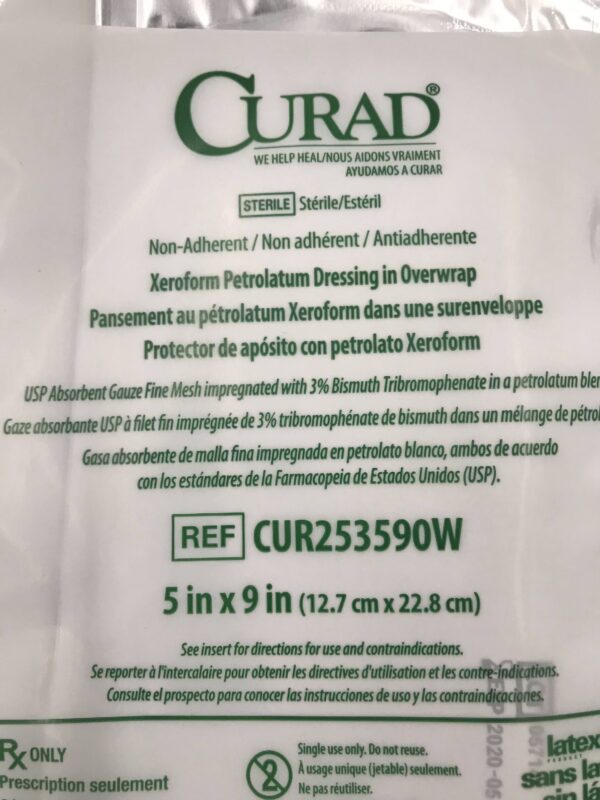 CURAD®
WE HELP HEAL/NOUS AIDONS VRAIMENT
AYUDAMOS A CURAR
STERILE Stérile/Estéril
Non-Adherent / Non adhérent / Antiadherente
Xeroform Petrolatum Dressing in Overwrap
Pansement au pétrolatum Xeroform dans une surenveloppe
Protector de apósito con petrolato Xeroform
USP Absorbent Gauze Fine Mesh impregnated with 3% Bismuth Tribromophenate in a petrolatum
Gaze absorbante USP à filet fin imprégnée de 3% tribromophénate de bismuth dans un mélange de
Gasa absorbente de malla fina impregnada en petrolato blanco, ambos de acuerdo
con los estándares de la Farmacopeia de Estados Unidos (USP).
REF CUR253590W
5 in x 9 in (12.7 cm x 22.8 cm)
See insert for directions for use and contraindications.
Se reporter à l'intercalaire pour obtenir les directives d'utilisation et les contre-indications.
Consulte el prospecto para conocer las instrucciones de uso y las contraindicaciones.
Rx ONLY
Prescription seulement
2
Single use only. Do not reuse.
À usage unique (jetable) seulement.
Ne pas réutiliser.
latex
sans